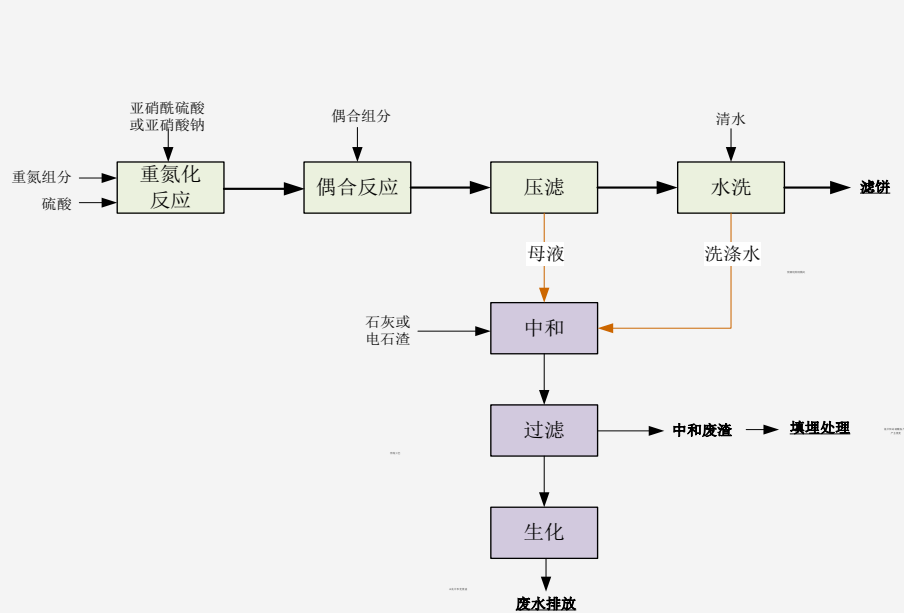 亚硝酰硫酸
或亚硝酸钠
偶合组分
清水
重氮组分
硫酸
重氮化
反应
偶合反应
压滤
水洗
滤饼
母液
洗涤水
石灰或
电石渣
中和
过滤
中和废渣
填埋处理
生化
废水排放